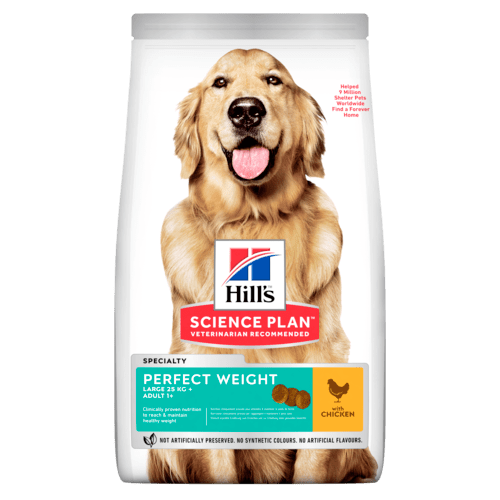 Helped
9 Million
Shelter Pets
Worldwide
Find a Furever
Home
Hill's
SCIENCE PLAN™
VETERINARIAN RECOMMENDED
SPECIALTY
PERFECT WEIGHT
LARGE 25 KG +
ADULT 1+
Clinically proven nutrition
to reach & maintain
healthy weight
with
CHICKEN
NOT ARTIFICIALLY PRESERVED. NO SYNTHETIC COLOURS. NO ARTIFICIAL FLAVOURS.